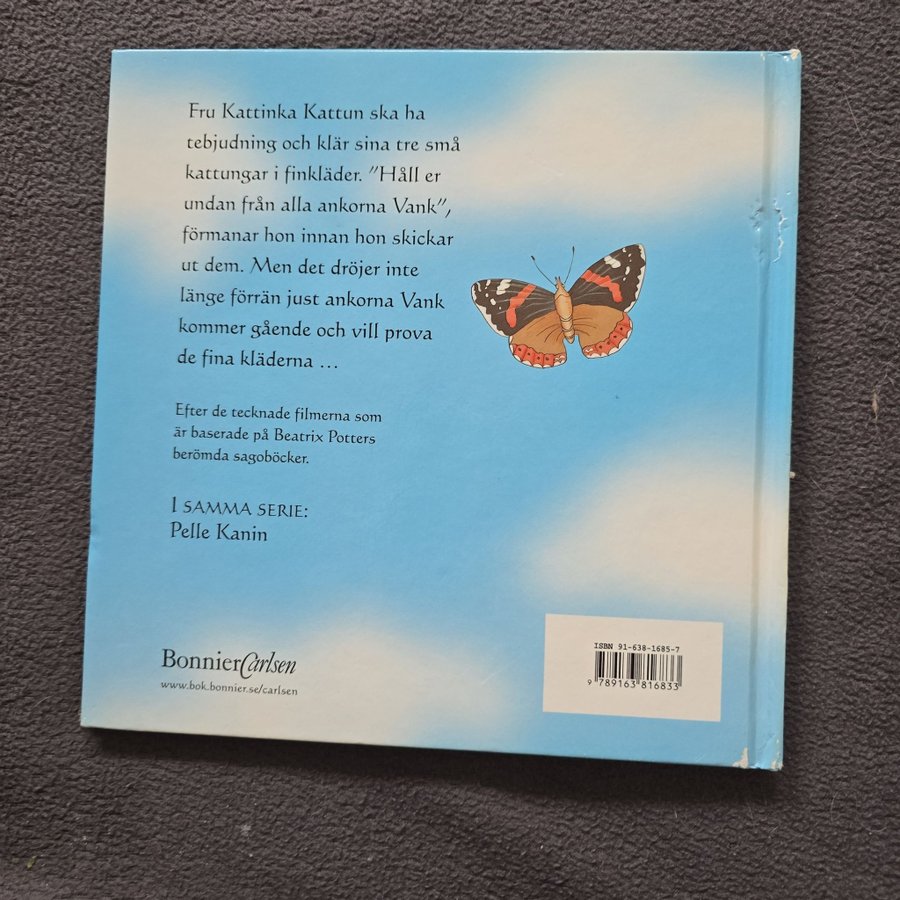 Fru Kattinka Kattun ska ha
tebjudning och klär sina tre små
kattungar i finkläder. ”Håll er
undan från alla ankorna Vank”,
förmanar hon innan hon skickar
ut dem. Men det dröjer inte
länge förrän just ankorna Vank
kommer gående och vill prova
de fina kläderna ...
Efter de tecknade filmerna som
är baserade på Beatrix Potters
berömda sagoböcker.
I SAMMA SERIE:
Pelle Kanin
BonnierCarlsen
www.bok.bonnier.se/carlsen
ISBN 91-638-1685-7
9 789163 816833